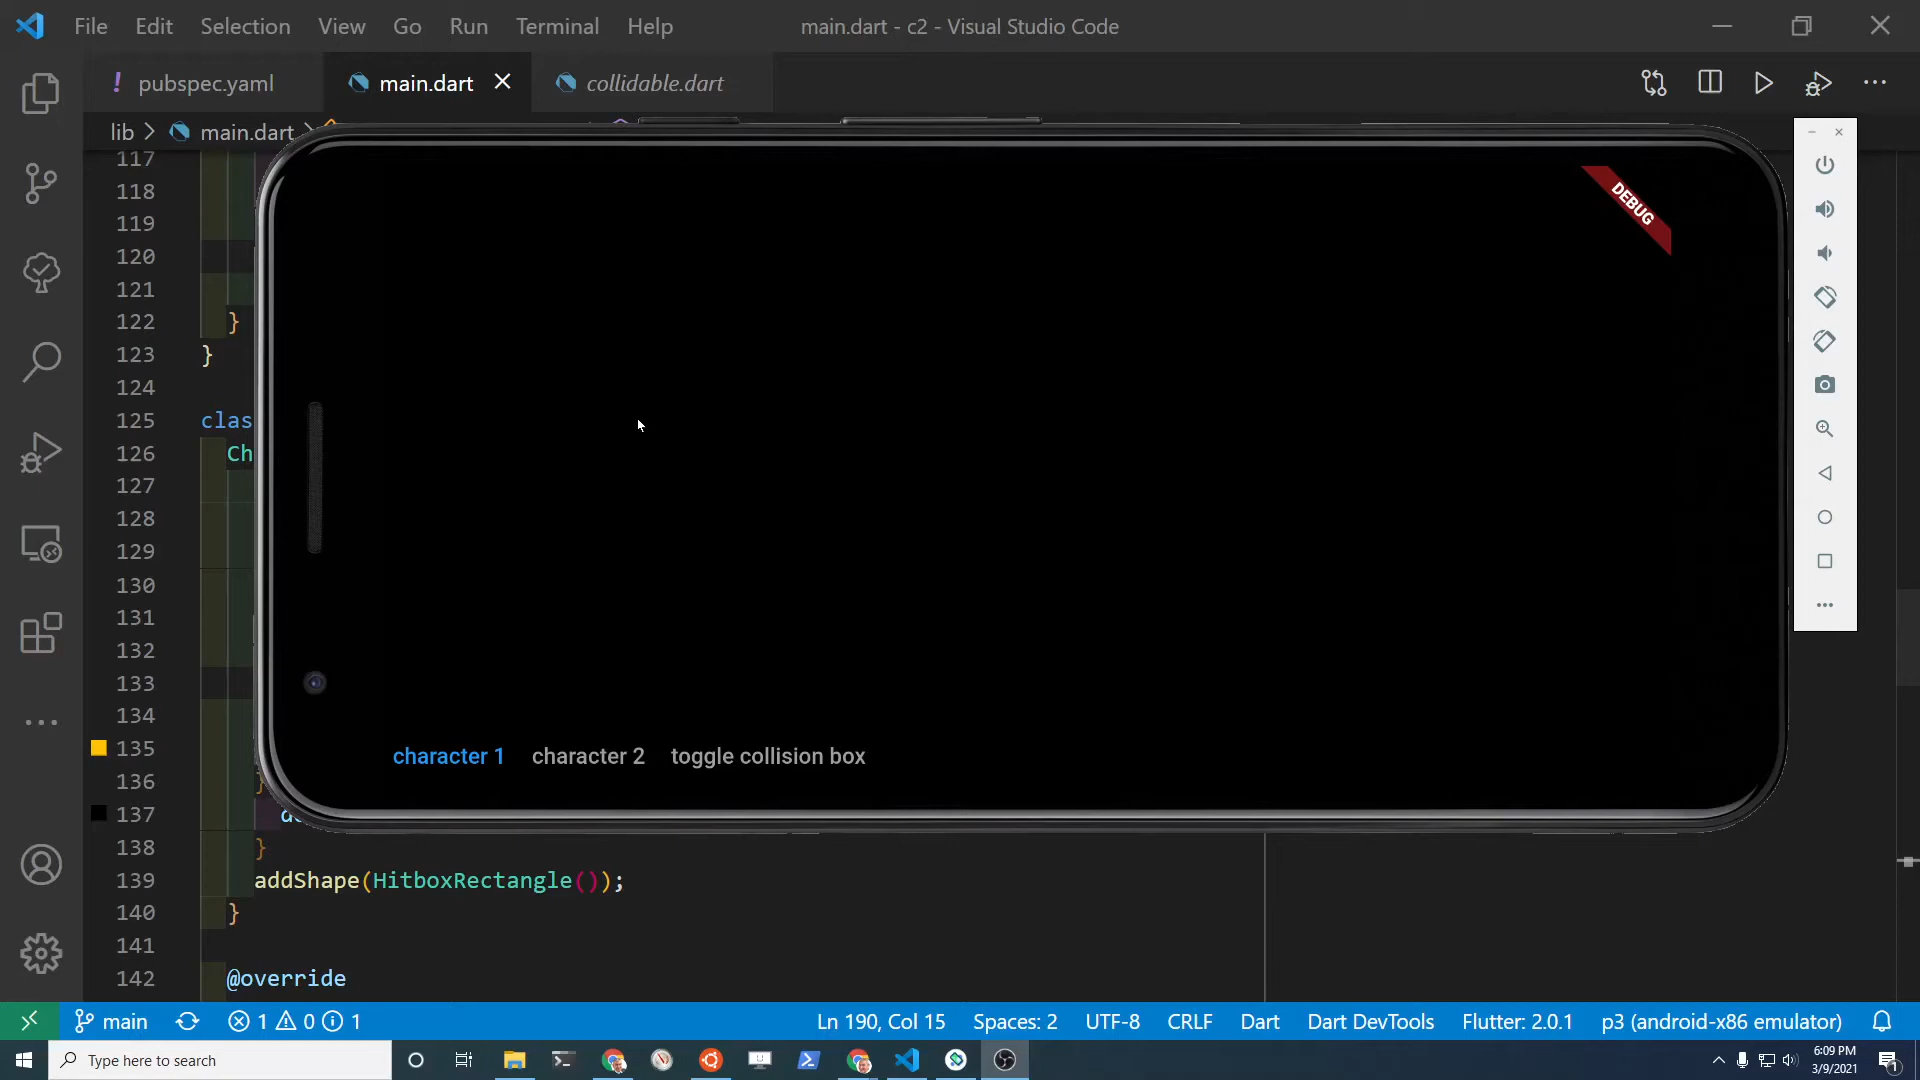 File Edit Selection View Go Run Terminal Help
main.dart - c2 - Visual Studio Code
! pubspec.yaml
main.dart
collidable.dart
lib > main.dart >
117
118
119
120
121
122 }
123 }
124
125 clas
126 Ch
127
128
129
130
131
132
133
134
135
136 }
137 d
138 }
139 addShape(HitboxRectangle());
140 }
141
142 @override
DEBUG
character 1 character 2 toggle collision box
main 1 0 1
Ln 190, Col 15 Spaces: 2 UTF-8 CRLF Dart Dart DevTools Flutter: 2.0.1 p3 (android-x86 emulator)
Type here to search
6:09 PM
3/9/2021
1